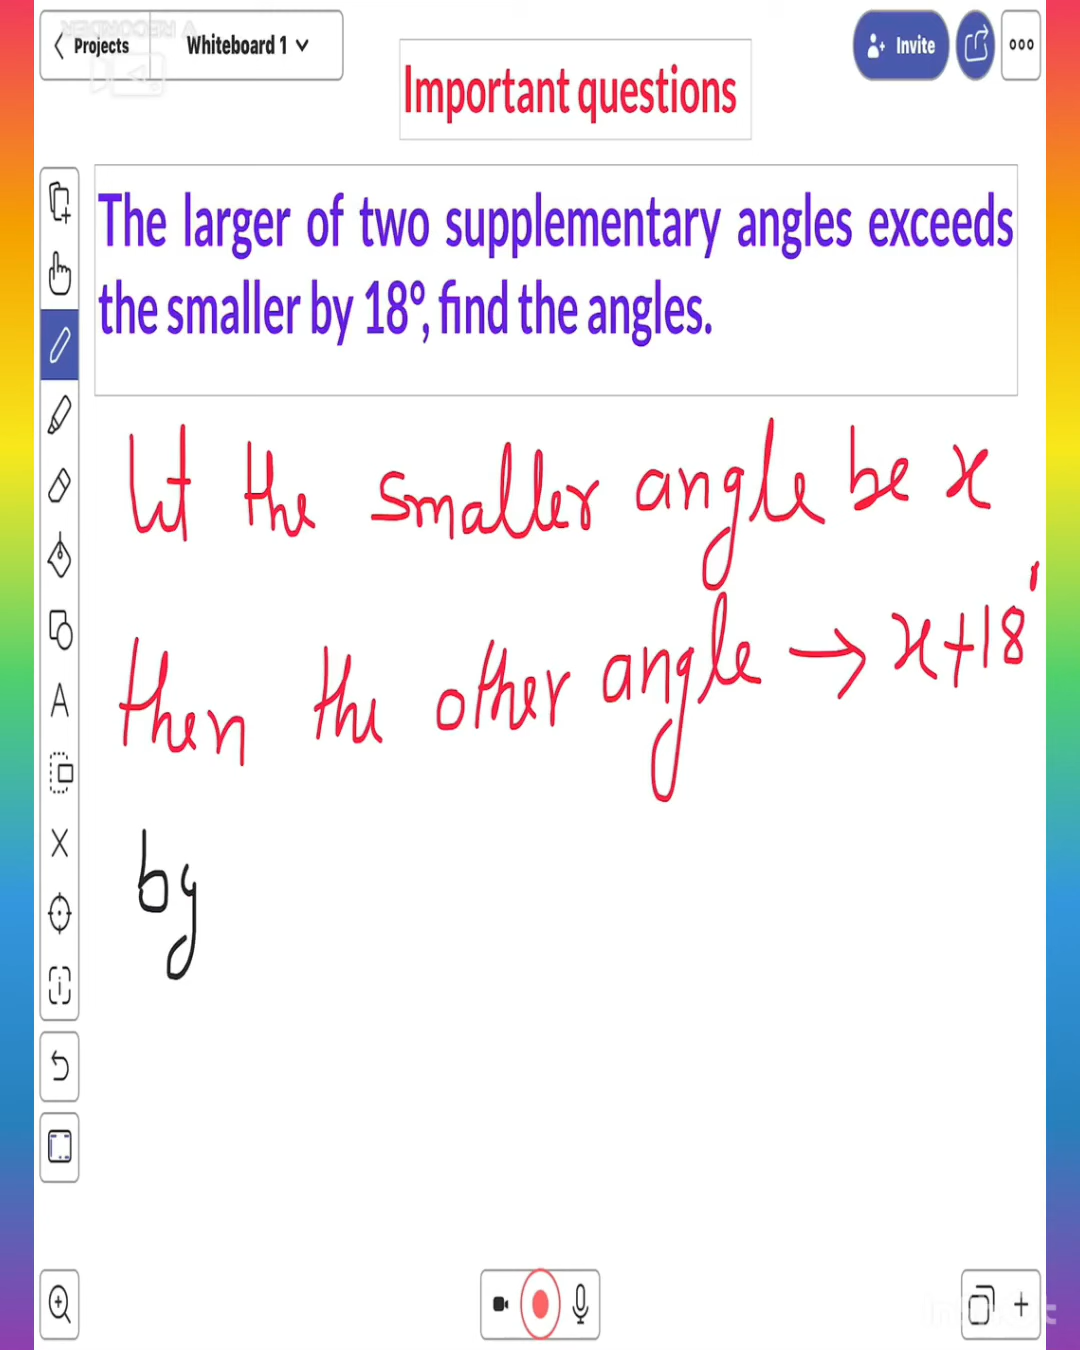 Projects
Whiteboard 1
Invite
Important questions
The larger of two supplementary angles exceeds
the smaller by 18°, find the angles.
Let the smaller angle be x
then the other angle → x+18°
by
A